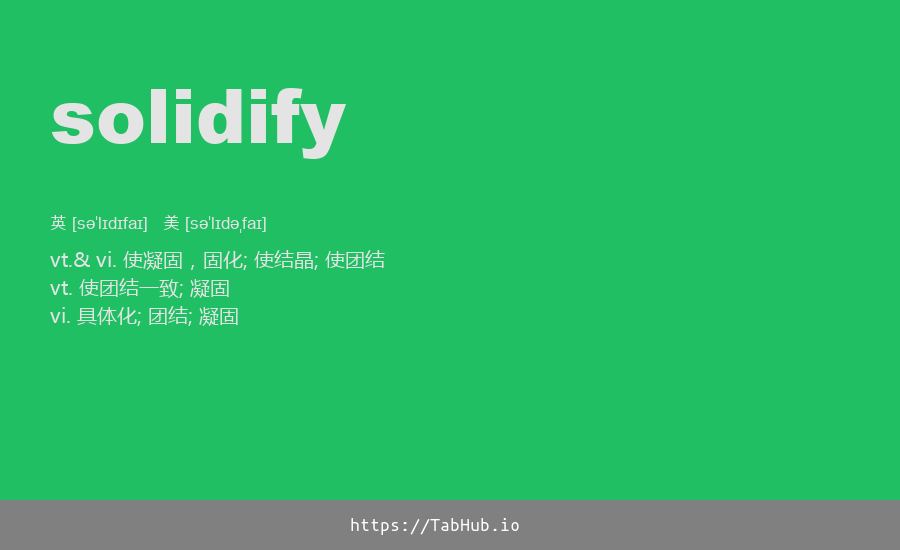 solidify
英 [səˈlɪdɪfaɪ] 美 [səˈlɪdəˌfaɪ]
vt.& vi. 使凝固，固化; 使结晶; 使团结
vt. 使团结一致; 凝固
vi. 具体化; 团结; 凝固
https://TabHub.io